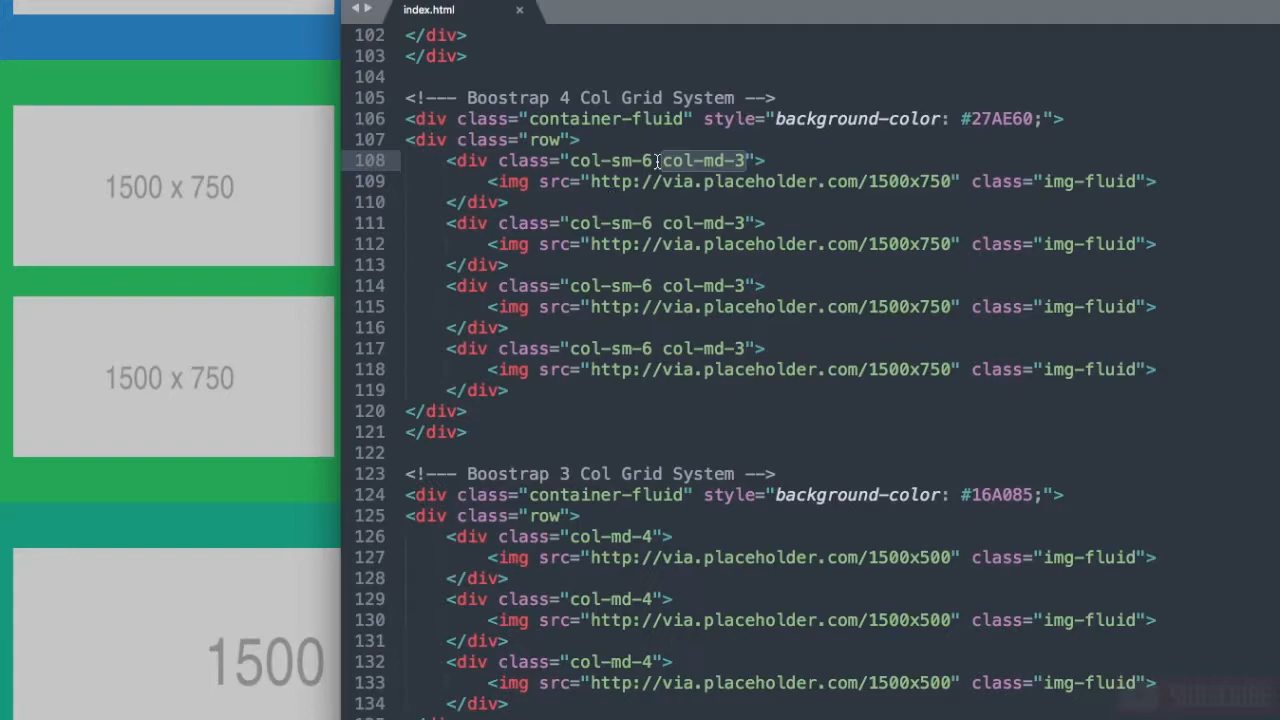 index.html ×
102 </div>
103 </div>
104
105 <!--- Boostrap 4 Col Grid System -->
106 <div class="container-fluid" style="background-color: #27AE60;">
107 <div class="row">
108 <div class="col-sm-6 col-md-3">
109 <img src="http://via.placeholder.com/1500x750" class="img-fluid">
110 </div>
111 <div class="col-sm-6 col-md-3">
112 <img src="http://via.placeholder.com/1500x750" class="img-fluid">
113 </div>
114 <div class="col-sm-6 col-md-3">
115 <img src="http://via.placeholder.com/1500x750" class="img-fluid">
116 </div>
117 <div class="col-sm-6 col-md-3">
118 <img src="http://via.placeholder.com/1500x750" class="img-fluid">
119 </div>
120 </div>
121 </div>
122
123 <!--- Boostrap 3 Col Grid System -->
124 <div class="container-fluid" style="background-color: #16A085;">
125 <div class="row">
126 <div class="col-md-4">
127 <img src="http://via.placeholder.com/1500x500" class="img-fluid">
128 </div>
129 <div class="col-md-4">
130 <img src="http://via.placeholder.com/1500x500" class="img-fluid">
131 </div>
132 <div class="col-md-4">
133 <img src="http://via.placeholder.com/1500x500" class="img-fluid">
134 </div>
1500 x 750
1500 x 750
1500
SUBSCRIBE